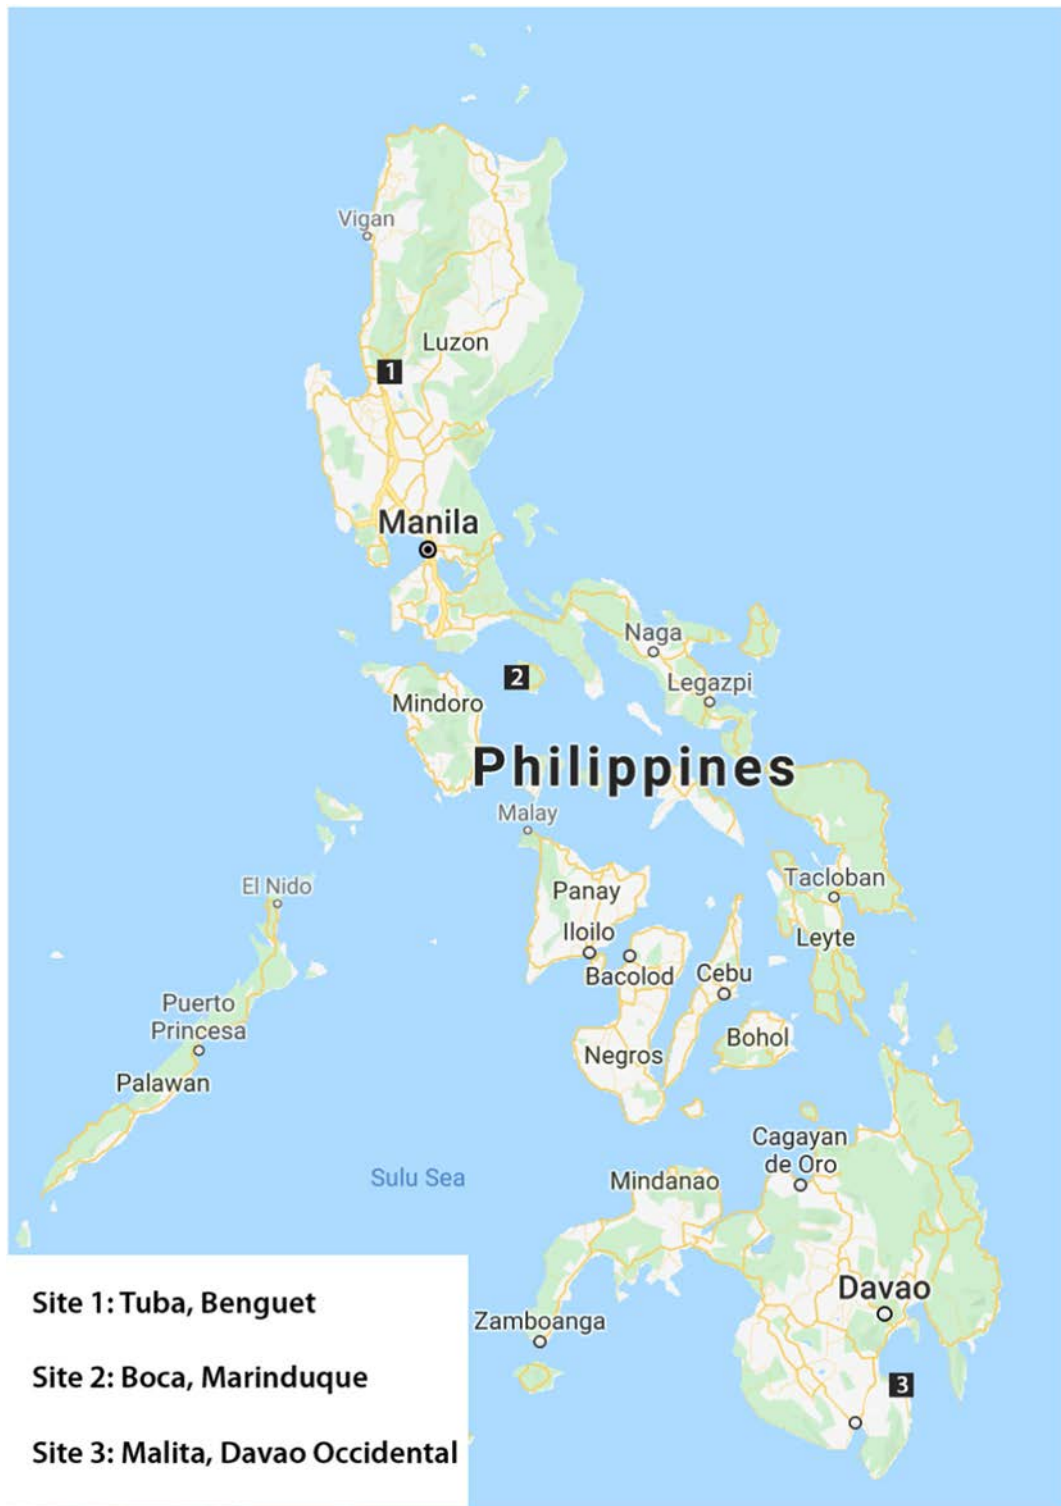 Vigan
Luzon
1
Manila
Naga
2
Legazpi
Mindoro
Philippines
Malay
El Nido
Panay
Tacloban
Iloilo
Leyte
Bacolod
Cebu
Puerto
Princesa
Bohol
Negros
Palawan
Cagayan
de Oro
Sulu Sea
Mindanao
Davao
Zamboanga
3
Site 1: Tuba, Benguet
Site 2: Boca, Marinduque
Site 3: Malita, Davao Occidental